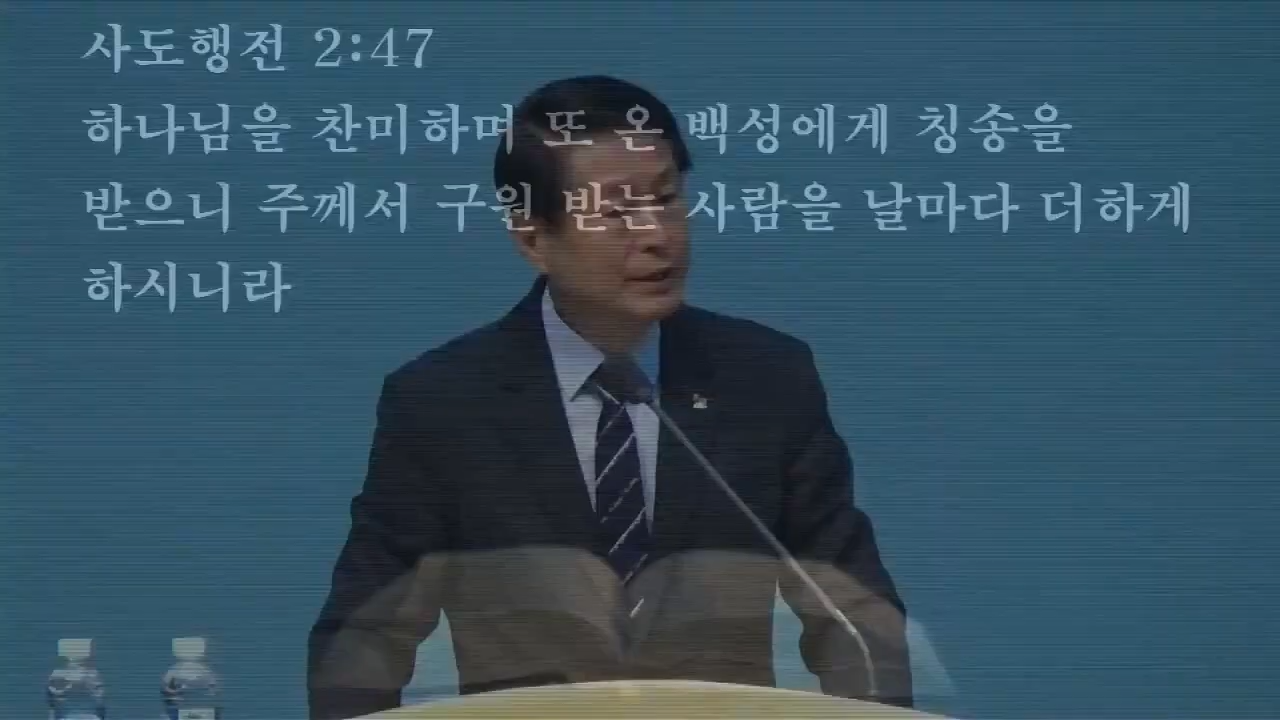 사도행전 2:47
하나님을 찬미하며 또 온 백성에게 칭송을
받으니 주께서 구원 받는 사람을 날마다 더하게
하시니라